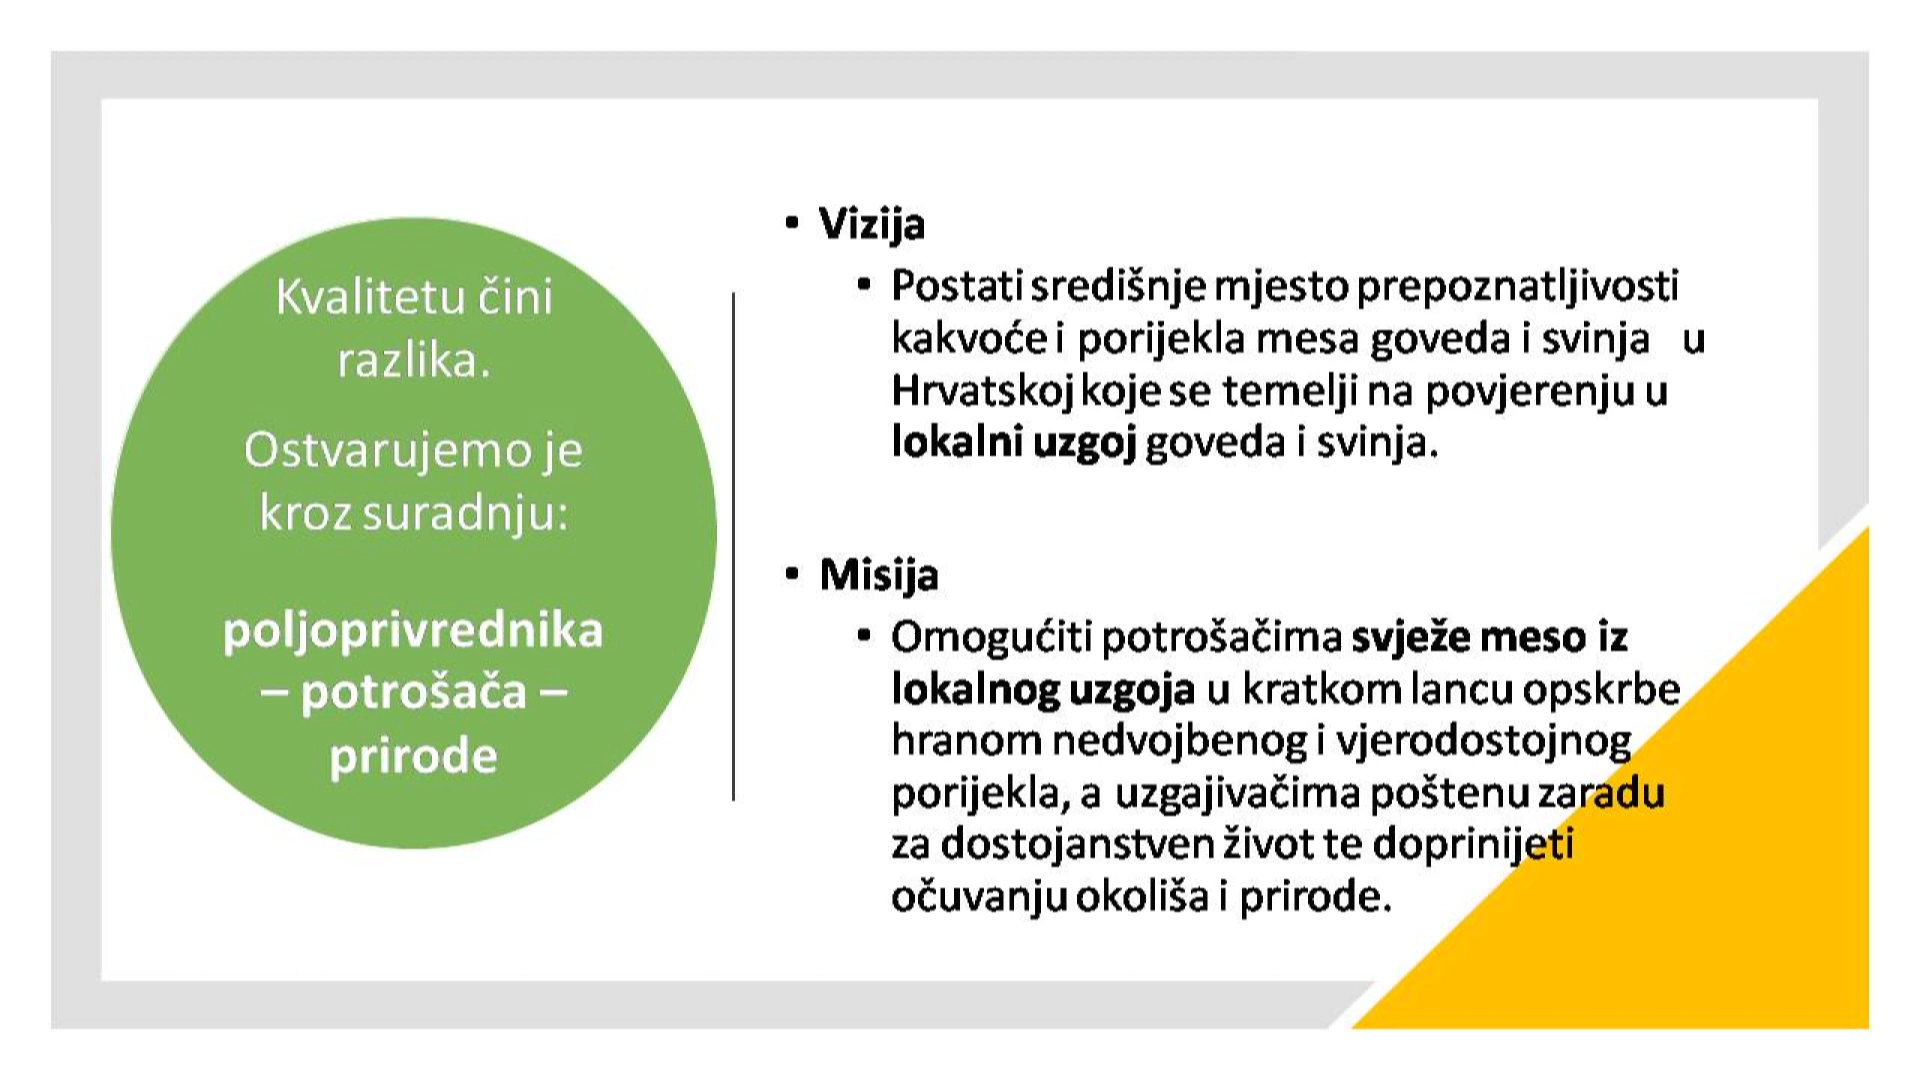 Kvalitetu čini
razlika.
Ostvarujemo je
kroz suradnju:
poljoprivrednika
– potrošača –
prirode
• Vizija
• Postati središnje mjesto prepoznatljivosti
kakvoće i porijekla mesa goveda i svinja u
Hrvatskoj koje se temelji na povjerenju u
lokalni uzgoj goveda i svinja.
• Misija
• Omogućiti potrošačima svježe meso iz
lokalnog uzgoja u kratkom lancu opskrbe
hranom nedvojbenog i vjerodostojnog
porijekla, a uzgajivačima poštenu zaradu
za dostojanstven život te doprinijeti
očuvanju okoliša i prirode.